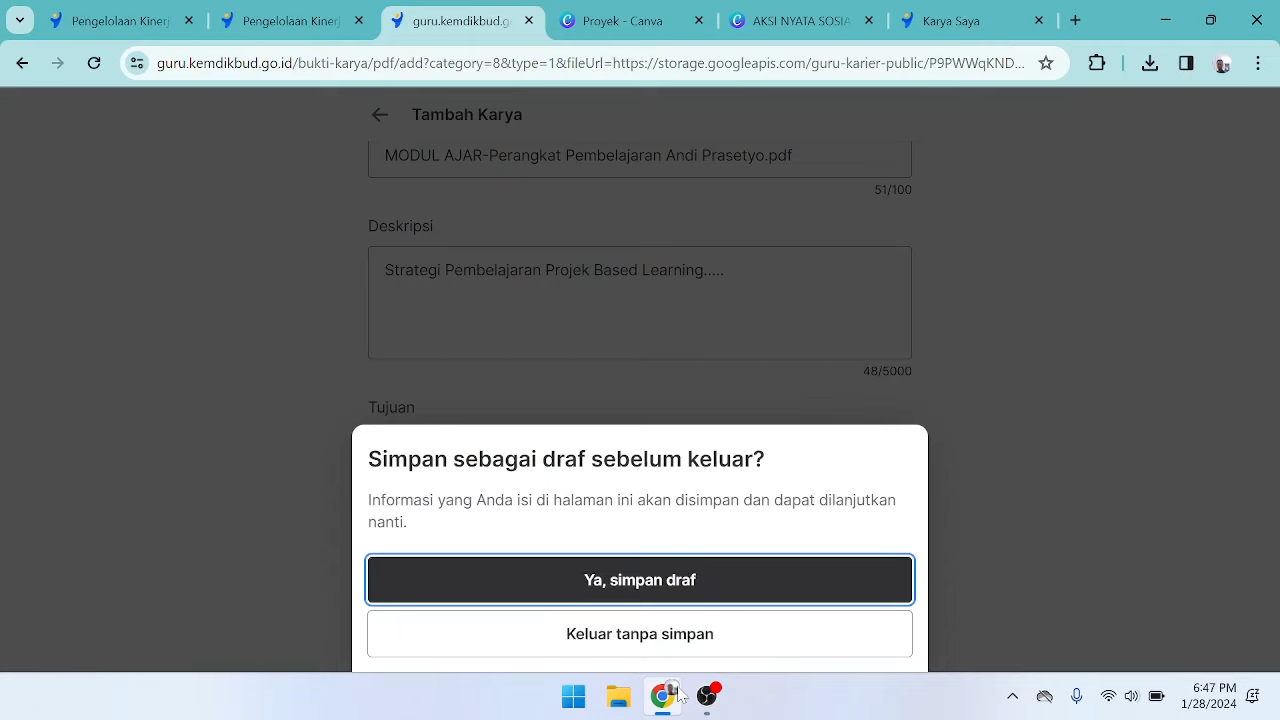 Pengelolaan Kinerj
Pengelolaan Kinerj
guru.kemdikbud.g
Proyek - Canva
AKSI NYATA SOSIA
Karya Saya
guru.kemdikbud.go.id/bukti-karya/pdf/add?category=8&type=1&fileUrl=https://storage.googleapis.com/guru-karier-public/P9PWWqKND...
Tambah Karya
MODUL AJAR-Perangkat Pembelajaran Andi Prasetyo.pdf
51/100
Deskripsi
Strategi Pembelajaran Projek Based Learning.....
48/5000
Tujuan
Simpan sebagai draf sebelum keluar?
Informasi yang Anda isi di halaman ini akan disimpan dan dapat dilanjutkan
nanti.
Ya, simpan draf
Keluar tanpa simpan
6:47 PM
1/28/2024